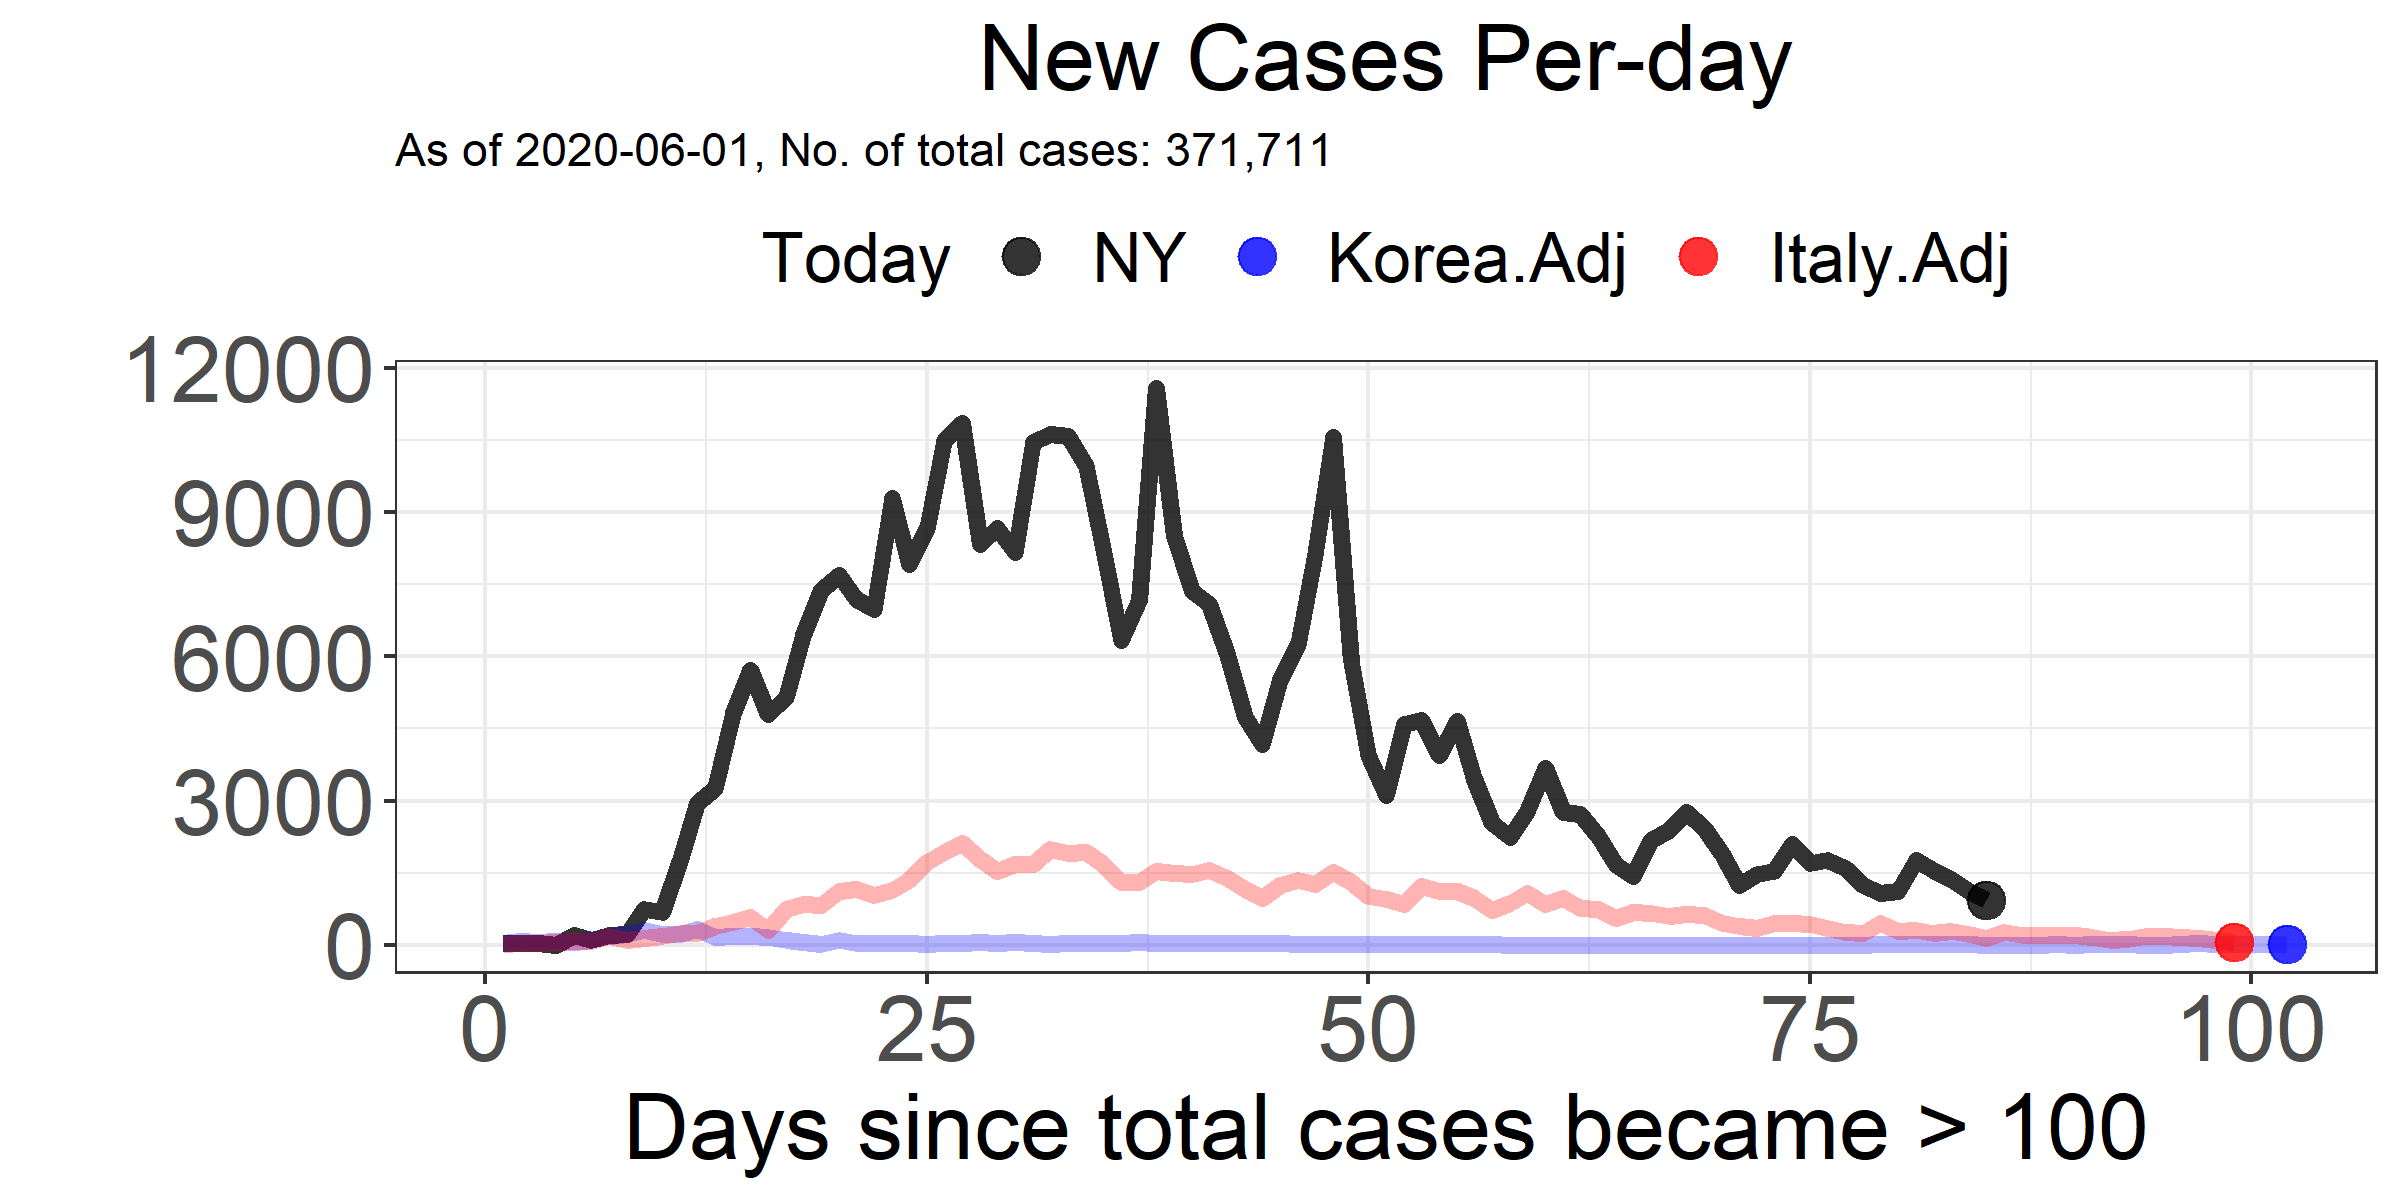 New Cases Per-day
As of 2020-06-01, No. of total cases: 371,711
Today NY Korea.Adj Italy.Adj
12000
9000
6000
3000
0
0 25 50 75 100
Days since total cases became > 100